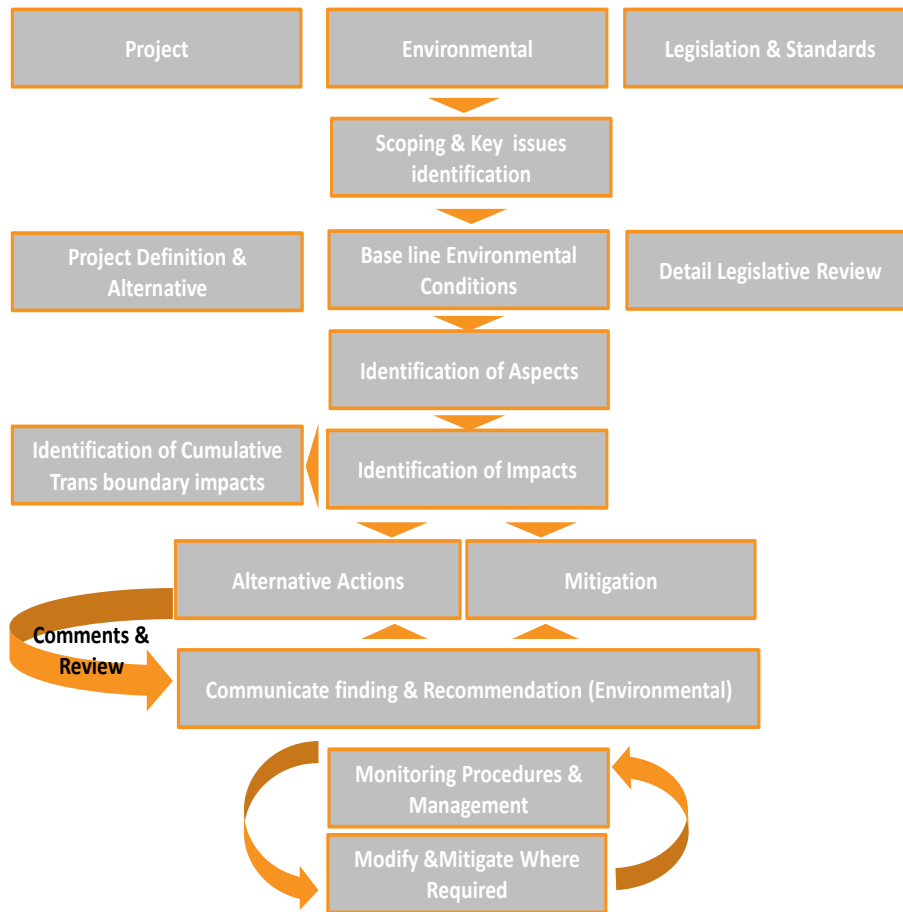 Project
Environmental
Legislation & Standards
Scoping & Key issues
identification
Project Definition &
Alternative
Base line Environmental
Conditions
Detail Legislative Review
Identification of Aspects
Identification of Cumulative
Trans boundary impacts
Identification of Impacts
Alternative Actions
Mitigation
Comments &
Review
Communicate finding & Recommendation (Environmental)
Monitoring Procedures &
Management
Modify &Mitigate Where
Required